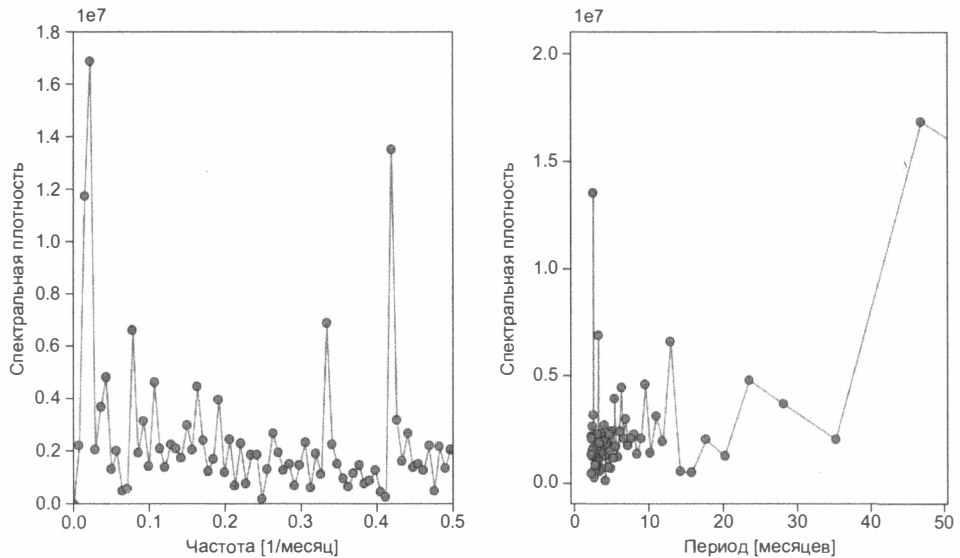 1e7
1.8
1.6
1.4
1.2
1.0
0.8
0.6
0.4
0.2
0.0
Спектральная плотность
0.0 0.1 0.2 0.3 0.4 0.5
Частота [1/месяц]
1e7
2.0
1.5
1.0
0.5
0.0
Спектральная плотность
0 10 20 30 40 50
Период [месяцев]